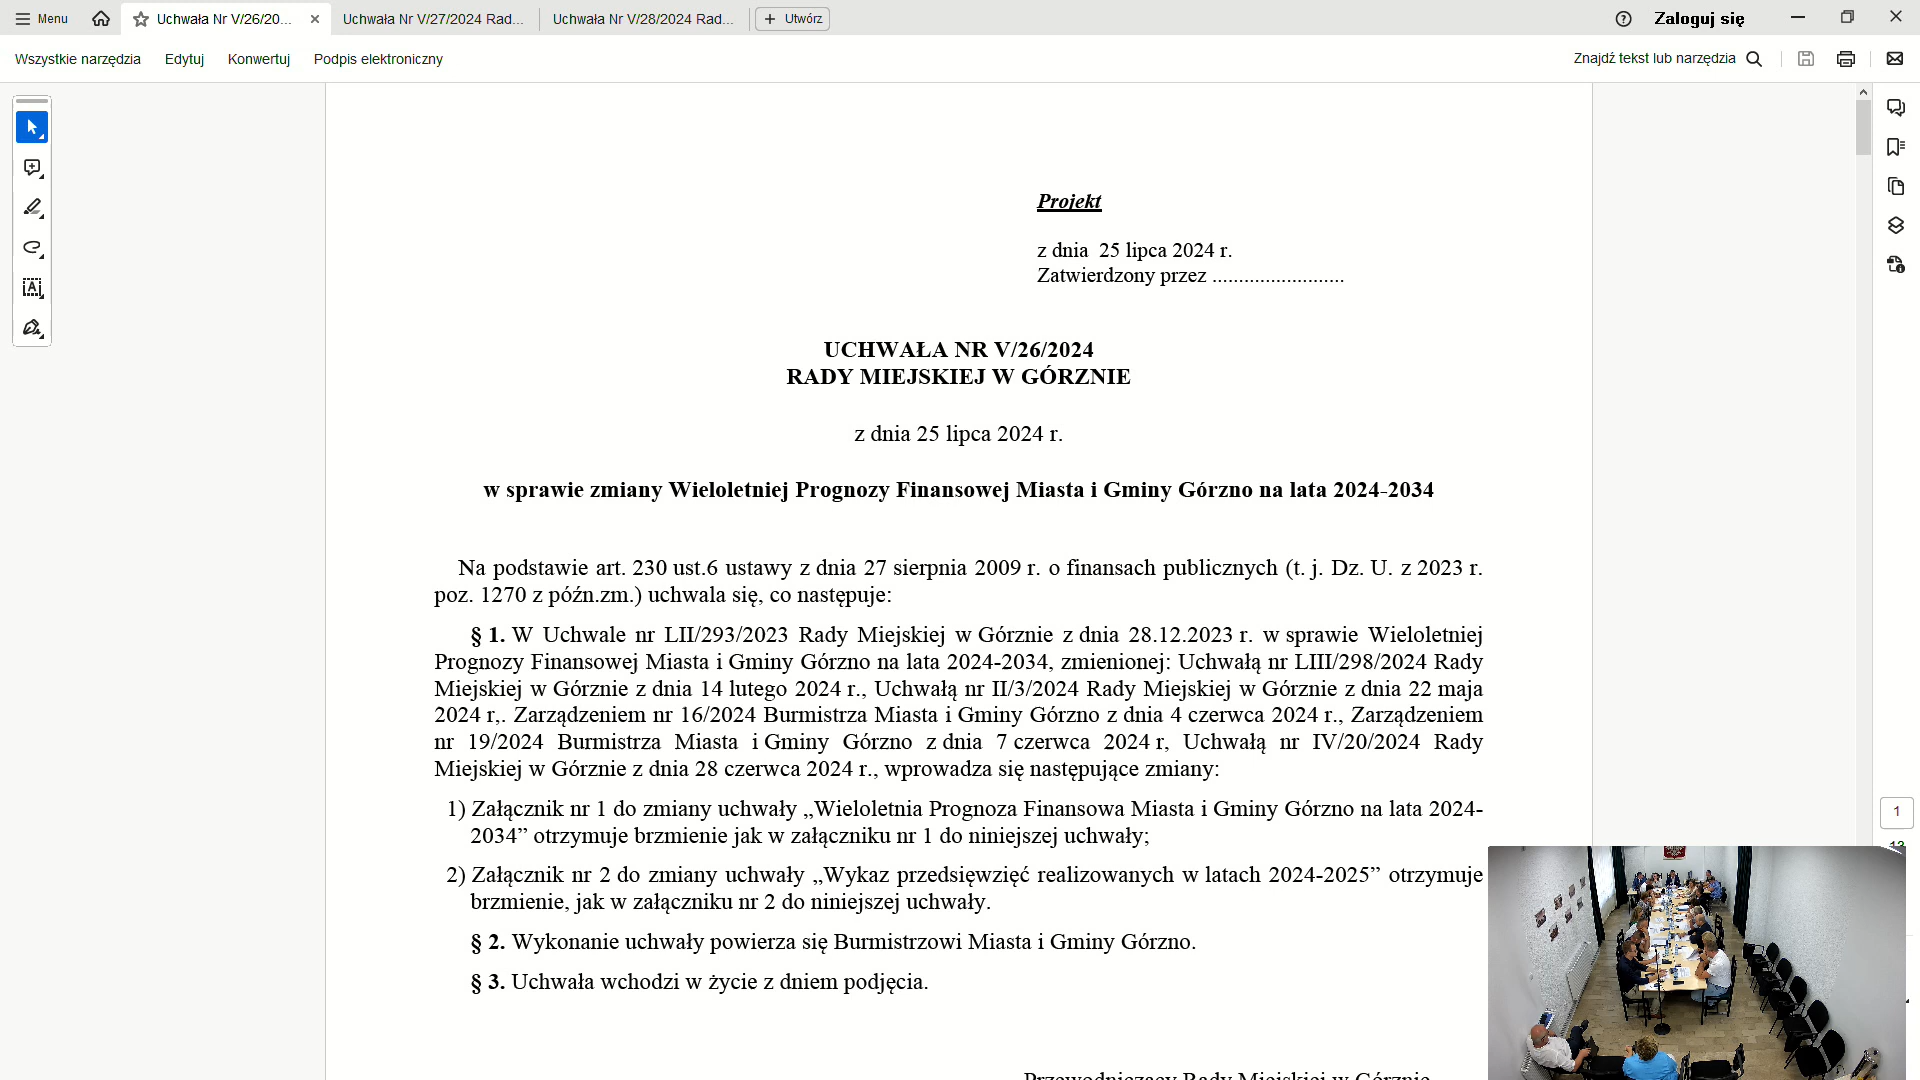 Menu
Uchwała Nr V/26/20...
Uchwała Nr V/27/2024 Rad...
Uchwała Nr V/28/2024 Rad...
Utwórz
Zaloguj się
Wszystkie narzędzia
Edytuj
Konwertuj
Podpis elektroniczny
Znajdź tekst lub narzędzia
Projekt
z dnia 25 lipca 2024 r.
Zatwierdzony przez .........................
UCHWAŁA NR V/26/2024
RADY MIEJSKIEJ W GÓRZNIE
z dnia 25 lipca 2024 r.
w sprawie zmiany Wieloletniej Prognozy Finansowej Miasta i Gminy Górzno na lata 2024-2034
Na podstawie art. 230 ust.6 ustawy z dnia 27 sierpnia 2009 r. o finansach publicznych (t. j. Dz. U. z 2023 r.
poz. 1270 z późn.zm.) uchwala się, co następuje:
§ 1. W Uchwale nr LII/293/2023 Rady Miejskiej w Górznie z dnia 28.12.2023 r. w sprawie Wieloletniej
Prognozy Finansowej Miasta i Gminy Górzno na lata 2024-2034, zmienionej: Uchwałą nr LIII/298/2024 Rady
Miejskiej w Górznie z dnia 14 lutego 2024 r., Uchwałą nr II/3/2024 Rady Miejskiej w Górznie z dnia 22 maja
2024 r,. Zarządzeniem nr 16/2024 Burmistrza Miasta i Gminy Górzno z dnia 4 czerwca 2024 r., Zarządzeniem
nr 19/2024 Burmistrza Miasta i Gminy Górzno z dnia 7 czerwca 2024 r, Uchwałą nr IV/20/2024 Rady
Miejskiej w Górznie z dnia 28 czerwca 2024 r., wprowadza się następujące zmiany:
1) Załącznik nr 1 do zmiany uchwały „Wieloletnia Prognoza Finansowa Miasta i Gminy Górzno na lata 2024-
2034” otrzymuje brzmienie jak w załączniku nr 1 do niniejszej uchwały;
2) Załącznik nr 2 do zmiany uchwały „Wykaz przedsięwzięć realizowanych w latach 2024-2025” otrzymuje
brzmienie, jak w załączniku nr 2 do niniejszej uchwały.
§ 2. Wykonanie uchwały powierza się Burmistrzowi Miasta i Gminy Górzno.
§ 3. Uchwała wchodzi w życie z dniem podjęcia.
Przewodniczący Rady Miejskiej w Górznie
1
13